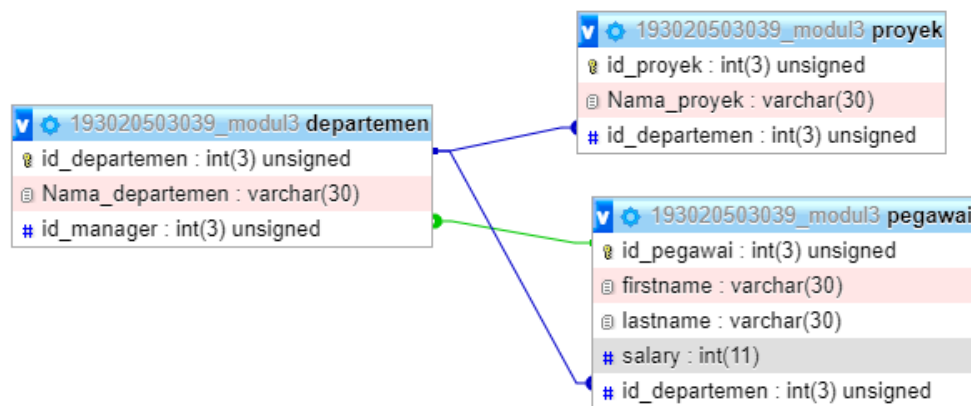 v 193020503039_modul3 departemen
id_departemen : int(3) unsigned
Nama_departemen : varchar(30)
# id_manager : int(3) unsigned
v 193020503039_modul3 proyek
id_proyek : int(3) unsigned
Nama_proyek : varchar(30)
# id_departemen : int(3) unsigned
v 193020503039_modul3 pegawai
id_pegawai : int(3) unsigned
firstname : varchar(30)
lastname : varchar(30)
# salary : int(11)
# id_departemen : int(3) unsigned